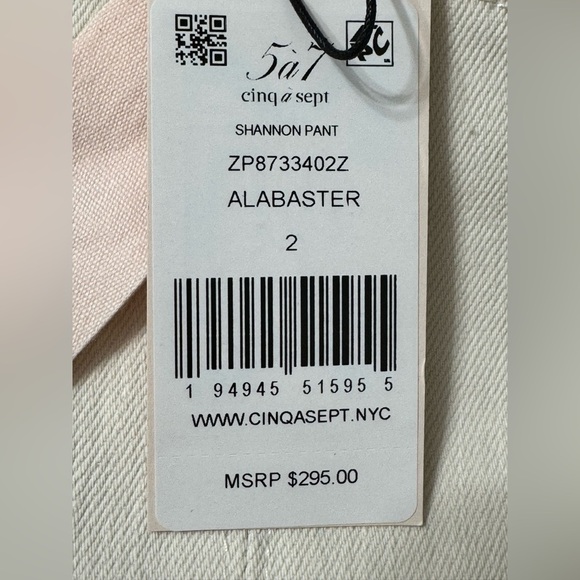 5à7
cinq à sept
SHANNON PANT
ZP8733402Z
ALABASTER
2
1 94945 51595 5
WWW.CINQASEPT.NYC
MSRP $295.00